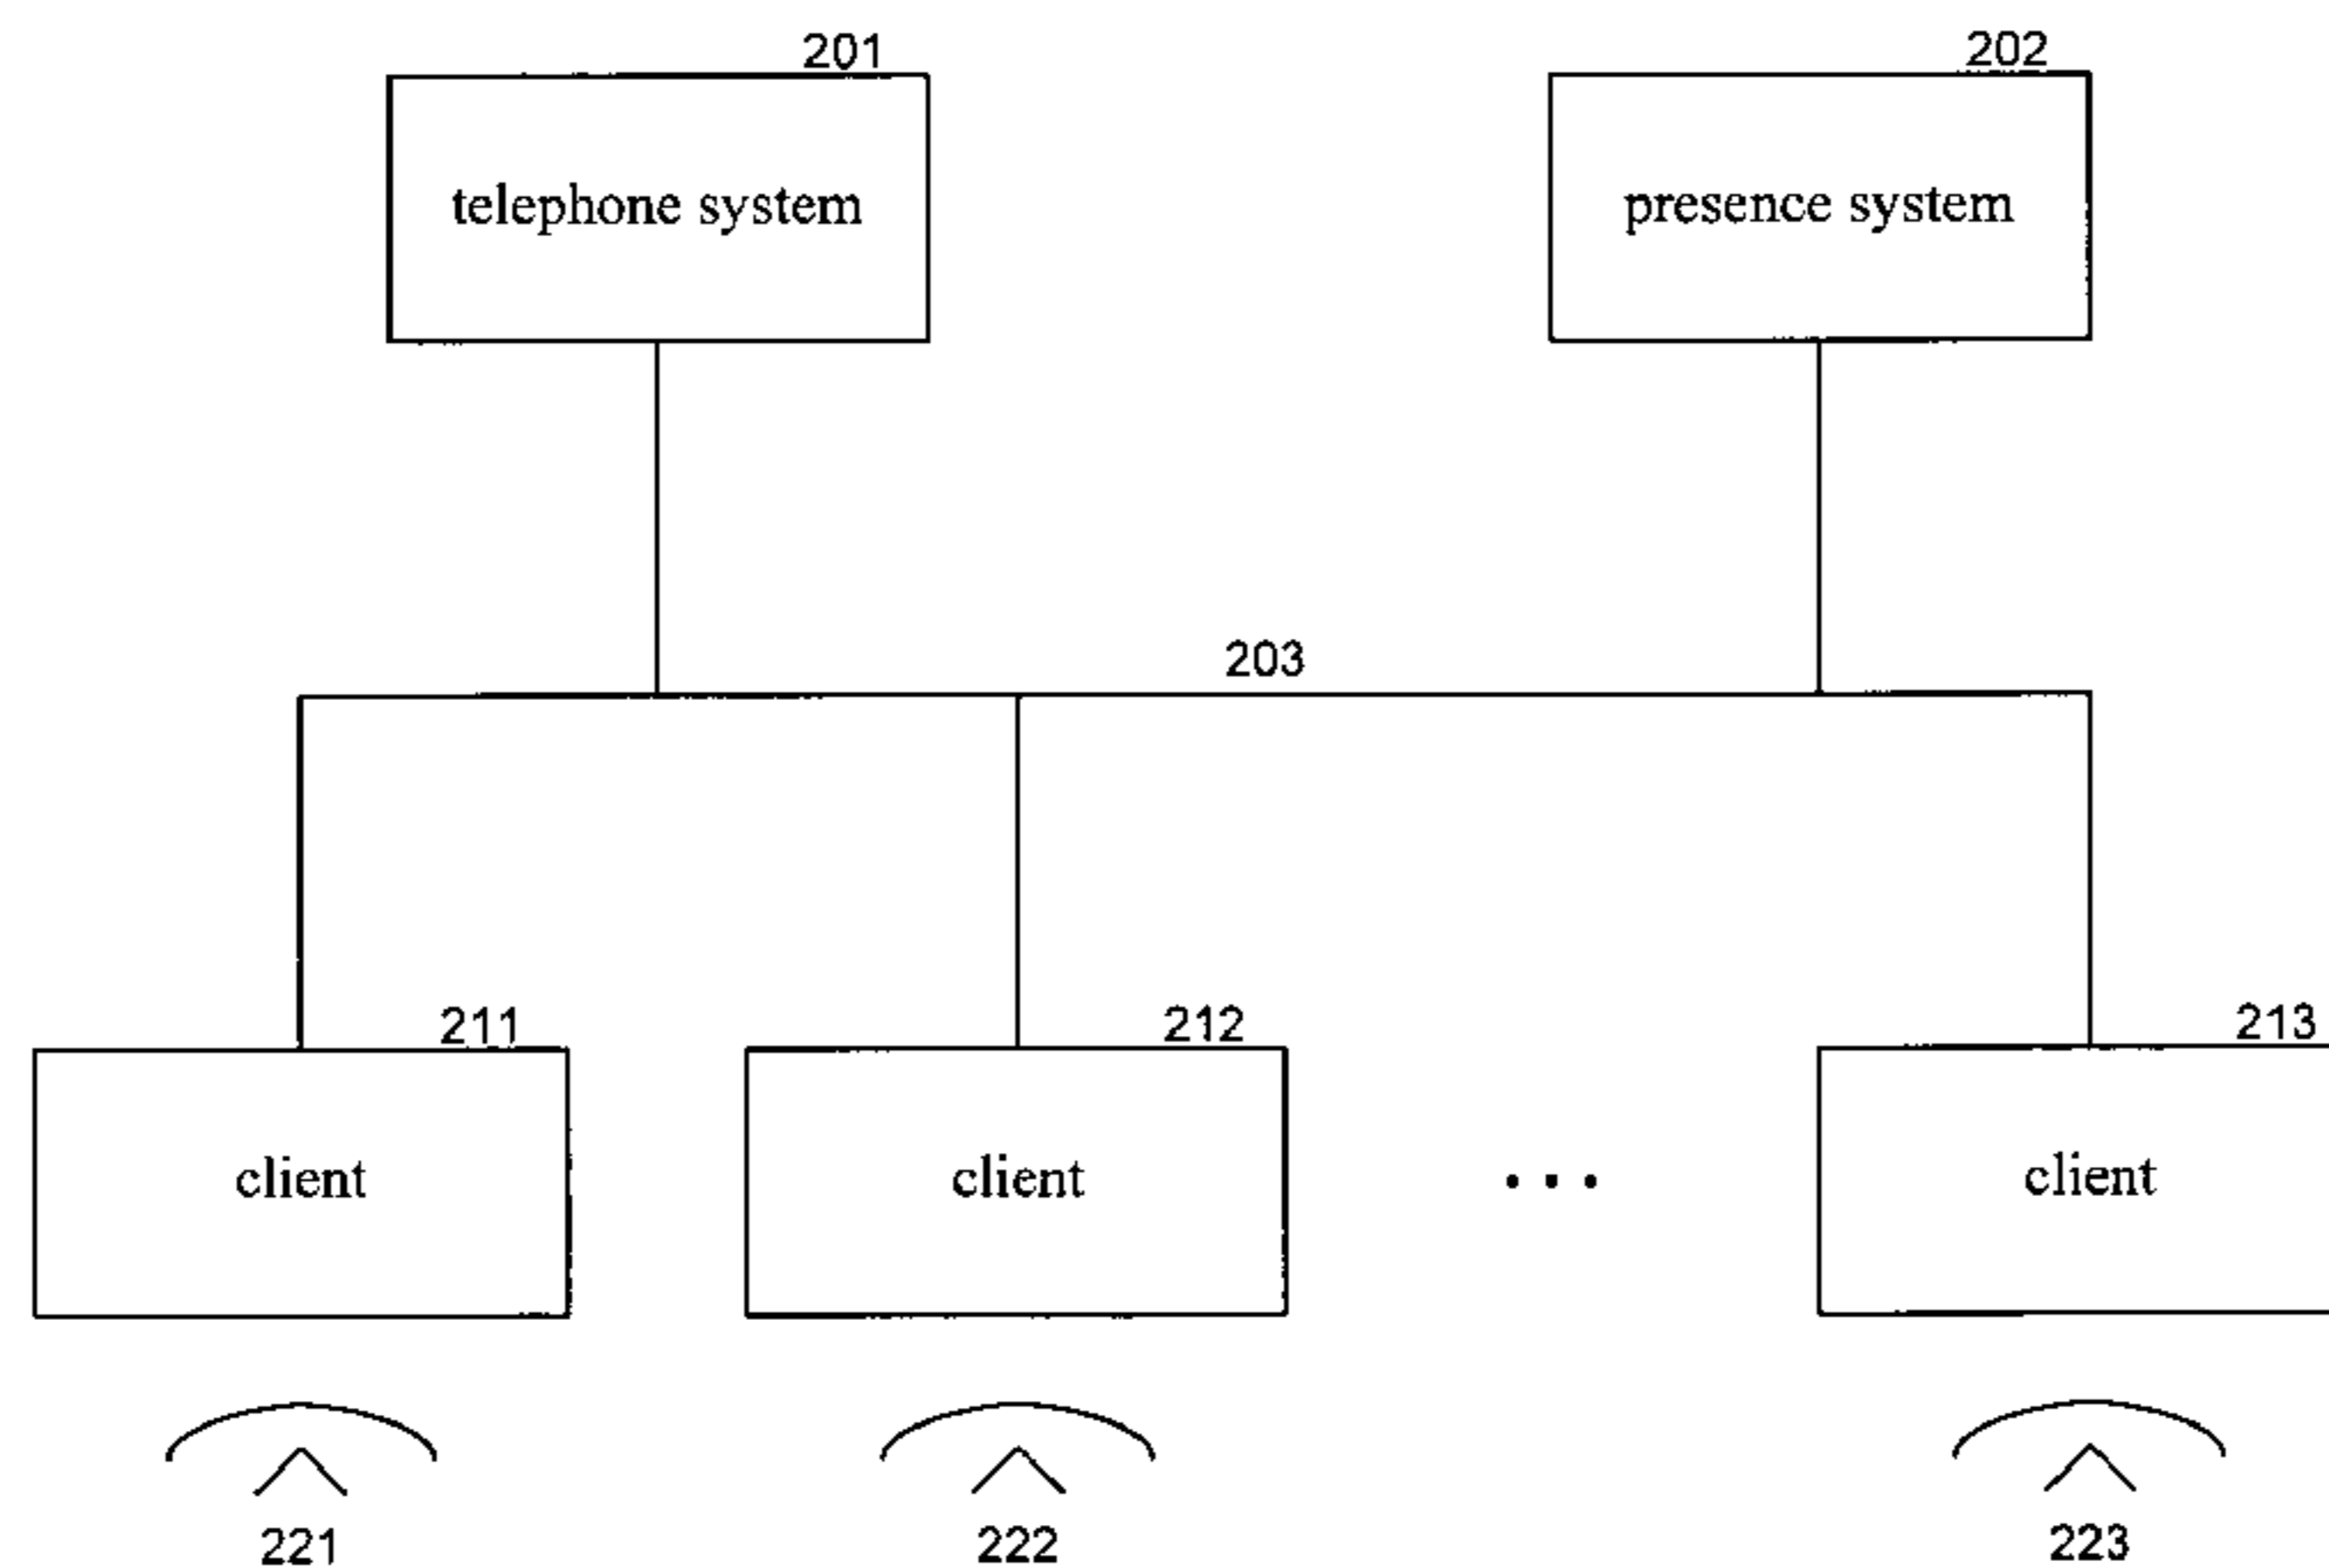 201
202
telephone system
presence system
203
211
212
213
client
client
. . .
client
221
222
223